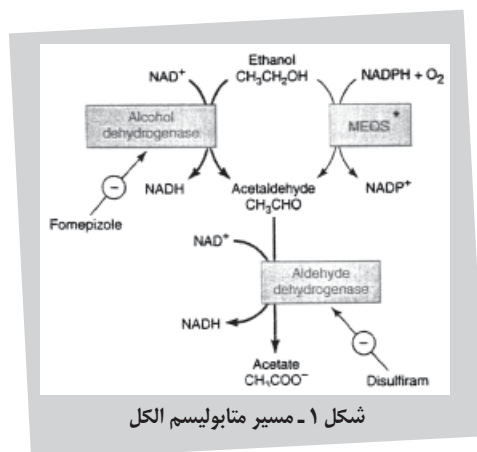 Ethanol
NAD+ CH3CH2OH NADPH + O2
Alcohol
dehydrogenase
MEOS*
NADH Acetaldehyde NADP+
CH3CHO
Fomepizole
NAD+
Aldehyde
dehydrogenase
NADH
Acetate
CH3COO−
Disulfiram
شکل ۱ ـ مسیر متابولیسم الکل